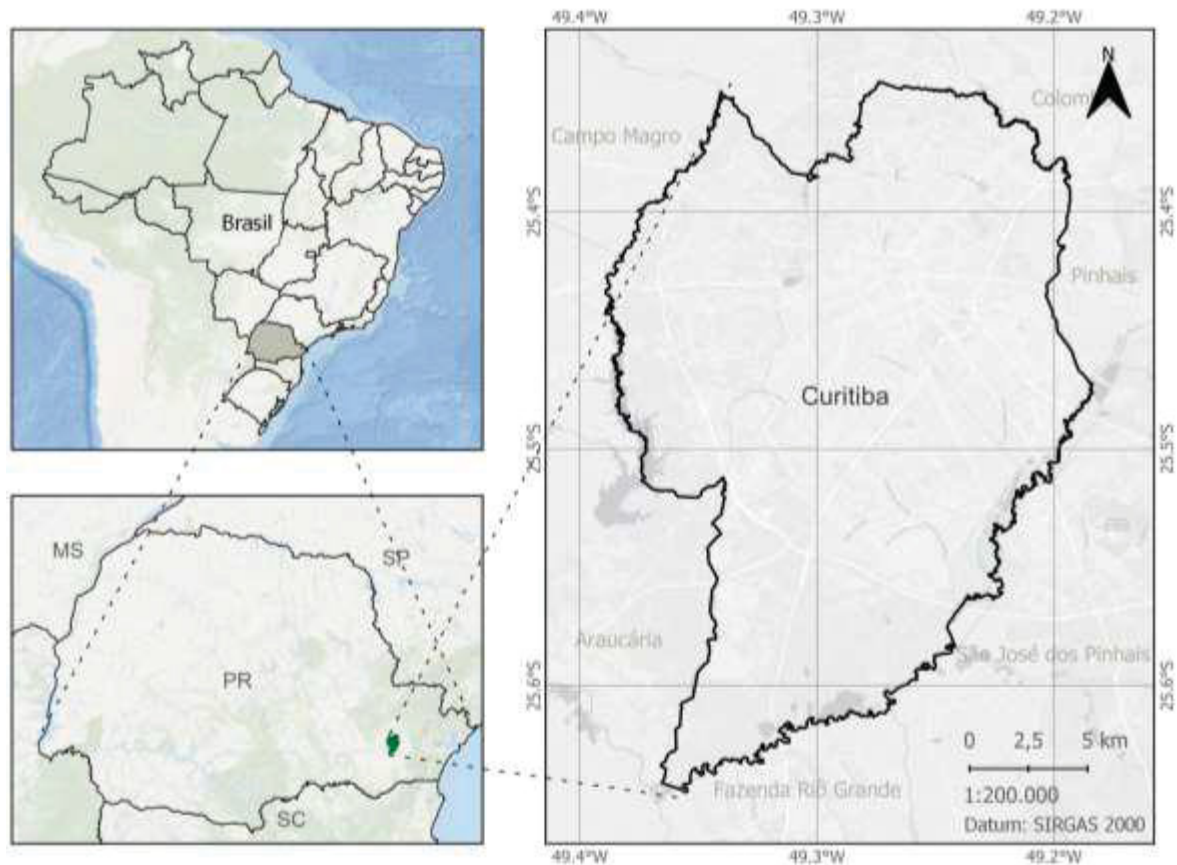 Brasil
MS
SP
PR
SC
49.4°W
49.3°W
49.2°W
N
Colom
Campo Magro
25.4°S
25.4°S
Pinhais
Curitiba
25.5°S
25.5°S
Araucária
São José dos Pinhais
25.6°S
25.6°S
0 2,5 5 km
Fazenda Rio Grande
1:200.000
Datum: SIRGAS 2000
49.4°W
49.3°W
49.2°W